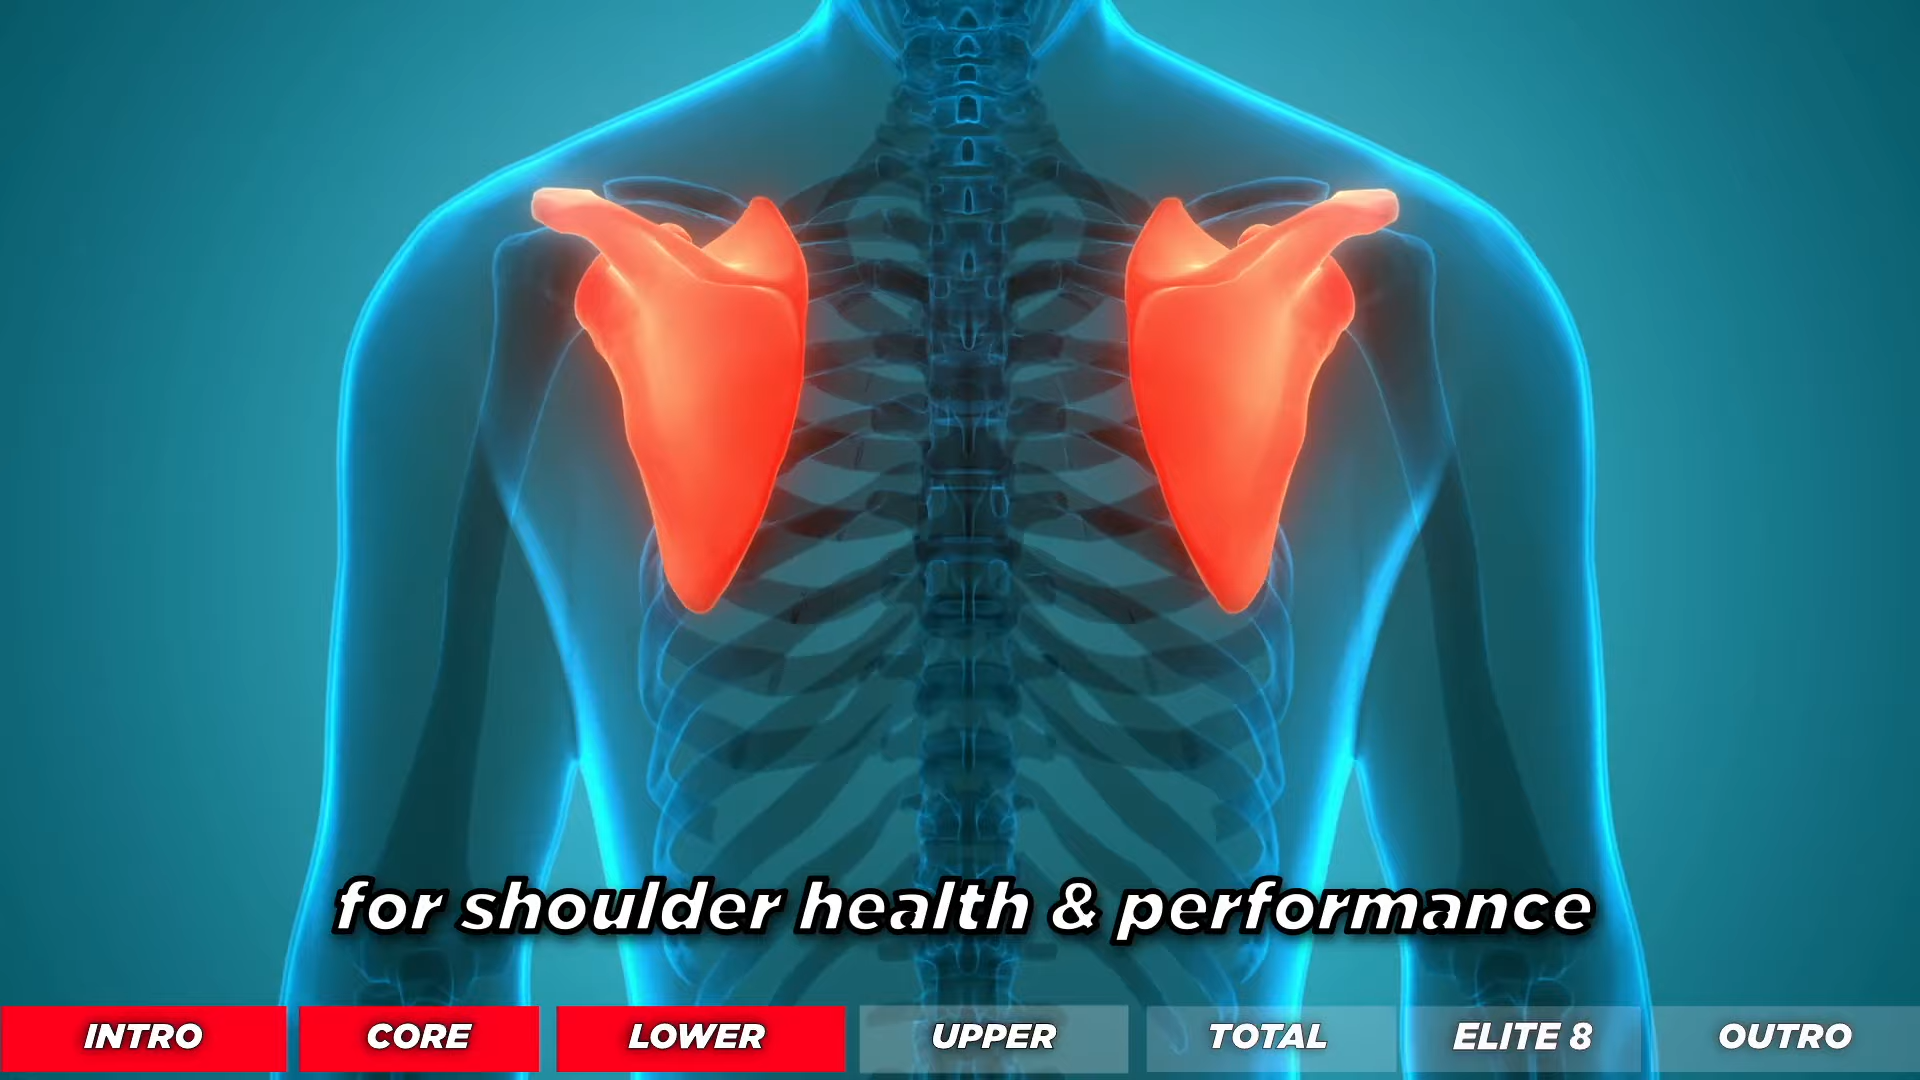 for shoulder health & performance
INTRO CORE LOWER UPPER TOTAL ELITE 8 OUTRO